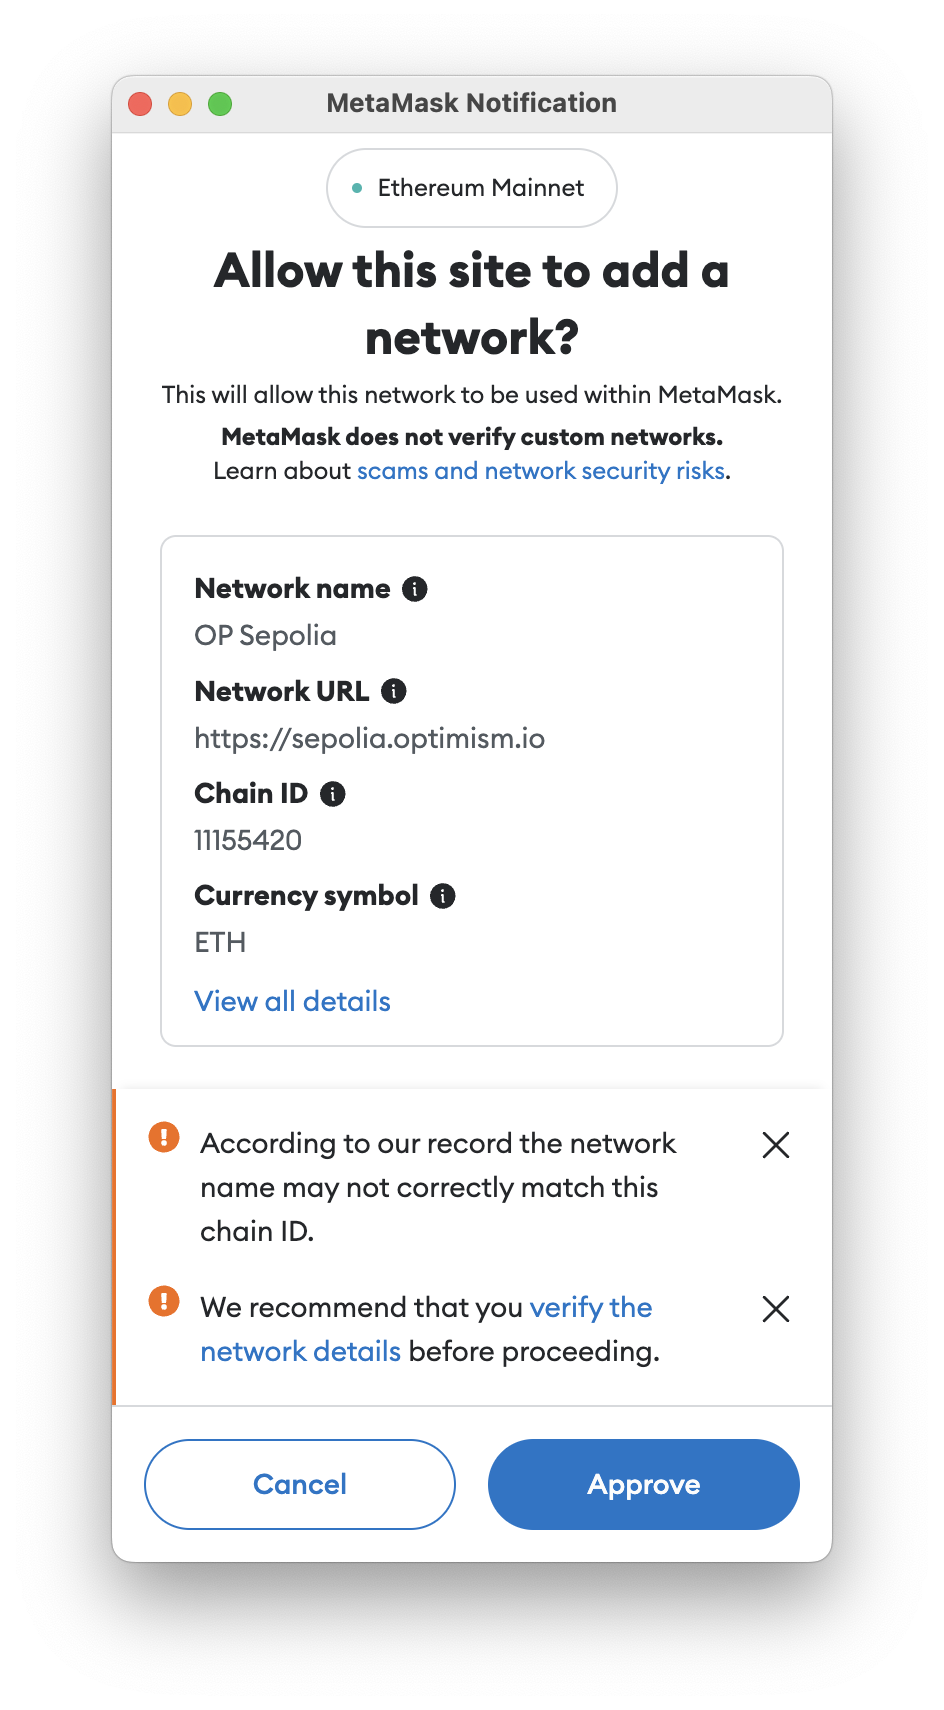 MetaMask Notification
Ethereum Mainnet
Allow this site to add a
network?
This will allow this network to be used within MetaMask.
MetaMask does not verify custom networks.
Learn about scams and network security risks.
Network name
OP Sepolia
Network URL
https://sepolia.optimism.io
Chain ID
11155420
Currency symbol
ETH
View all details
According to our record the network
name may not correctly match this
chain ID.
We recommend that you verify the
network details before proceeding.
Cancel
Approve